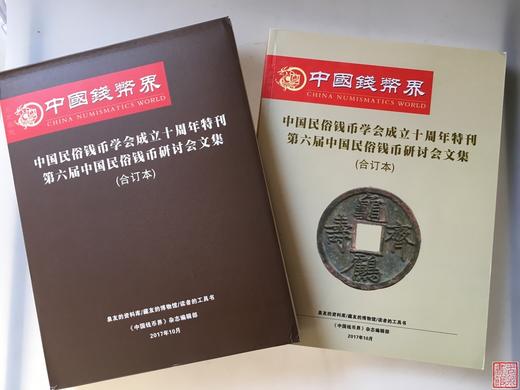 中國錢幣界
CHINA NUMISMATICS WORLD
中国民俗钱币学会成立十周年特刊
第六届中国民俗钱币研讨会文集
(合订本)
泉友的资料库/藏友的博物馆/读者的工具书
《中国钱币界》杂志编辑部
2017年10月
中國錢幣界
CHINA NUMISMATICS WORLD
中国民俗钱币学会成立十周年特刊
第六届中国民俗钱币研讨会文集
(合订本)
龜鶴齊壽
泉友的资料库/藏友的博物馆/读者的工具书
《中国钱币界》杂志编辑部
2017年10月